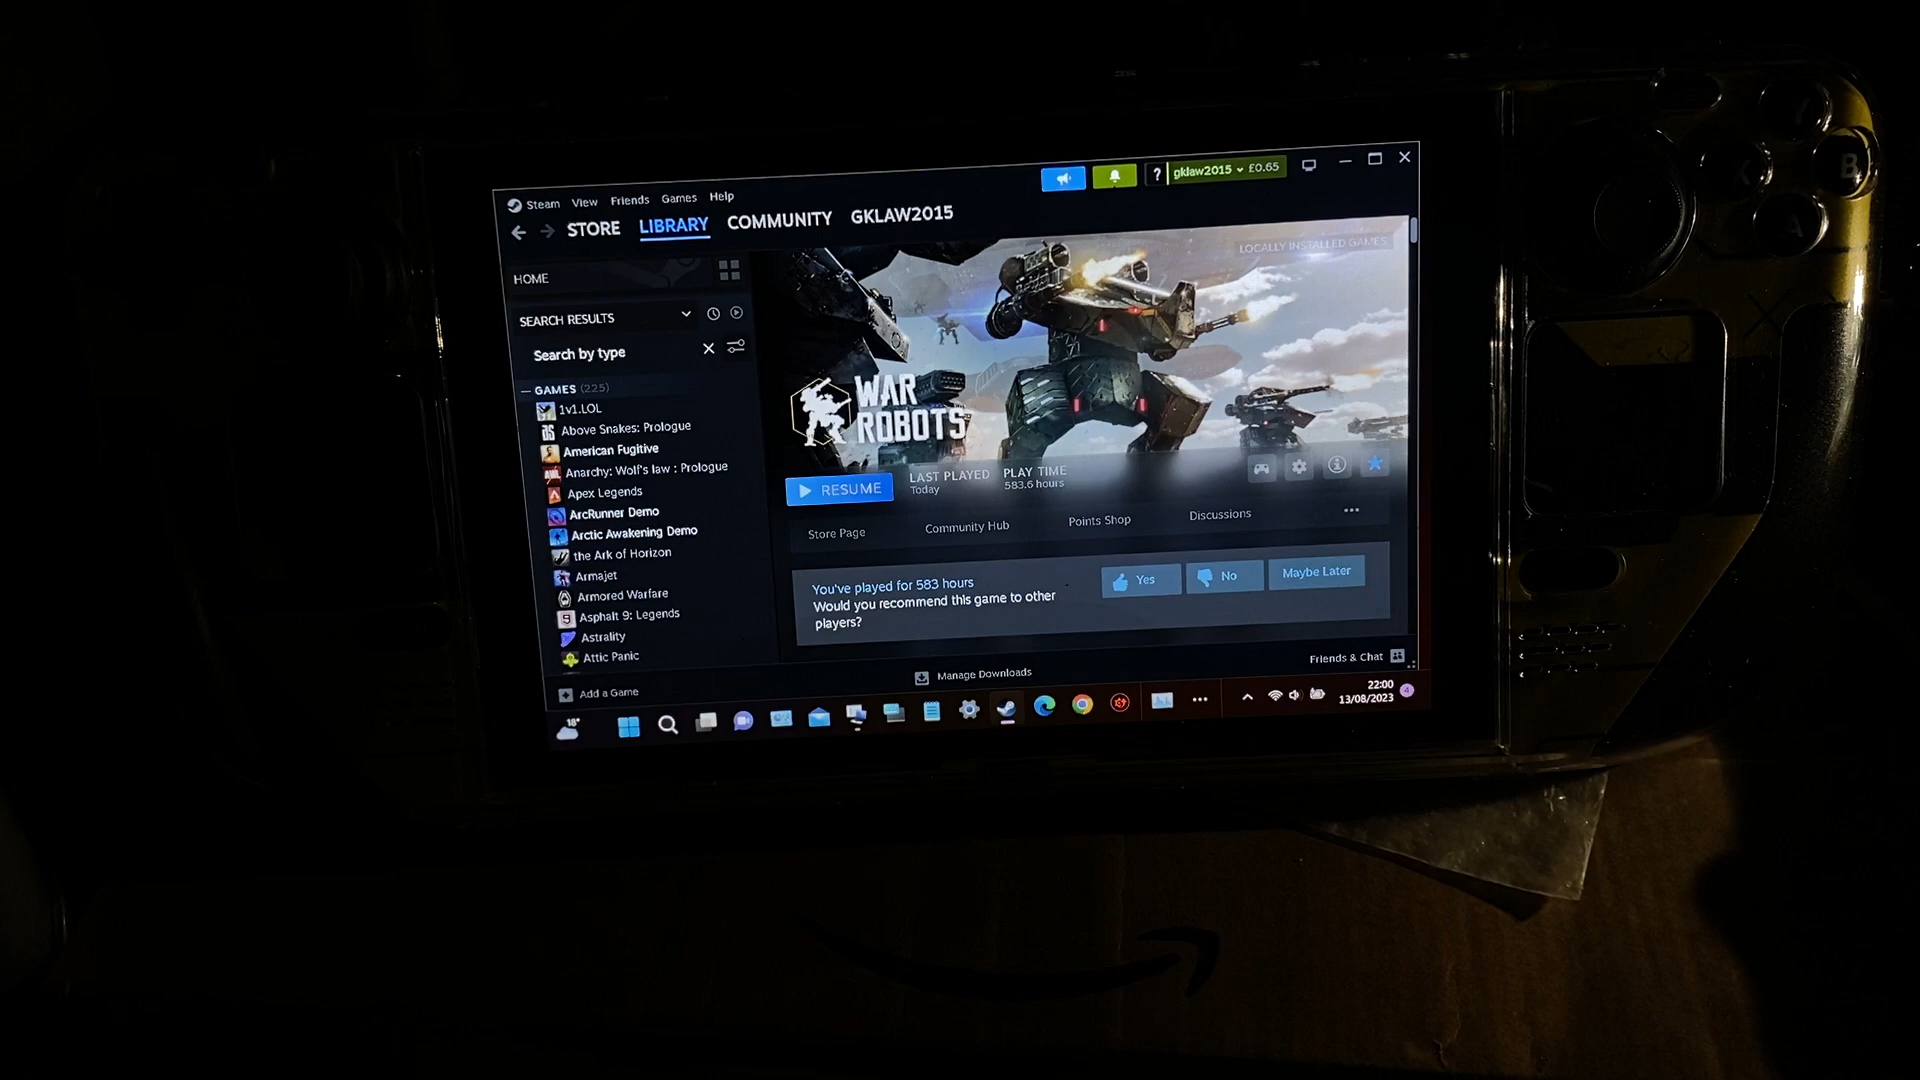 Steam View Friends Games Help
? gklaw2015 £0.65
STORE LIBRARY COMMUNITY GKLAW2015
HOME
SEARCH RESULTS
Search by type
GAMES (225)
1v1.LOL
Above Snakes: Prologue
American Fugitive
Anarchy: Wolf's law : Prologue
Apex Legends
ArcRunner Demo
Arctic Awakening Demo
the Ark of Horizon
Armajet
Armored Warfare
Asphalt 9: Legends
Astrality
Attic Panic
Add a Game
LOCALLY INSTALLED GAMES
WAR
ROBOTS
RESUME
LAST PLAYED
Today
PLAY TIME
583.6 hours
Store Page Community Hub Points Shop Discussions
You've played for 583 hours
Would you recommend this game to other
players?
Yes No Maybe Later
Manage Downloads
Friends & Chat
18°
22:00
13/08/2023
4
Y
X
B
A